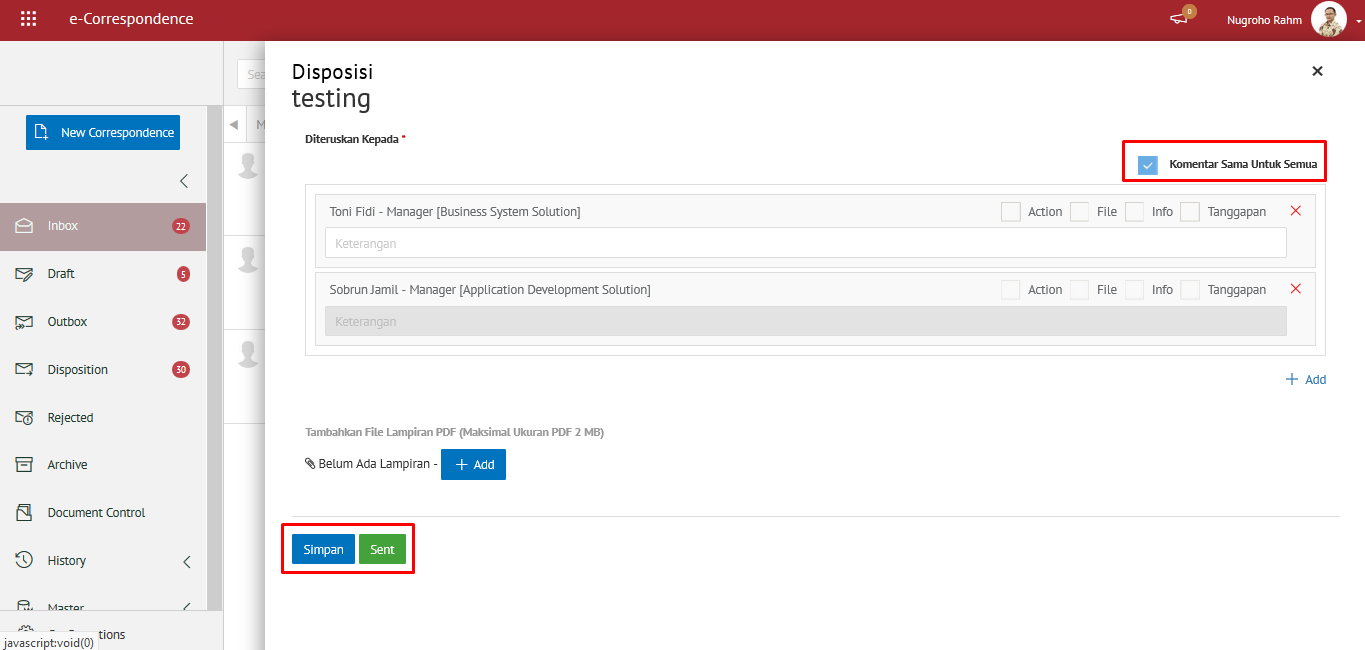 e-Correspondence
0
Nugroho Rahm
Sea
New Correspondence
Inbox 22
Draft 5
Outbox 32
Disposition 30
Rejected
Archive
Document Control
History
Master
tions
javascript:void(0)
M
Disposisi
testing
Diteruskan Kepada *
Komentar Sama Untuk Semua
Toni Fidi - Manager [Business System Solution] Action File Info Tanggapan
Keterangan
Sobrun Jamil - Manager [Application Development Solution] Action File Info Tanggapan
Keterangan
Add
Tambahkan File Lampiran PDF (Maksimal Ukuran PDF 2 MB)
Belum Ada Lampiran - Add
Simpan Sent